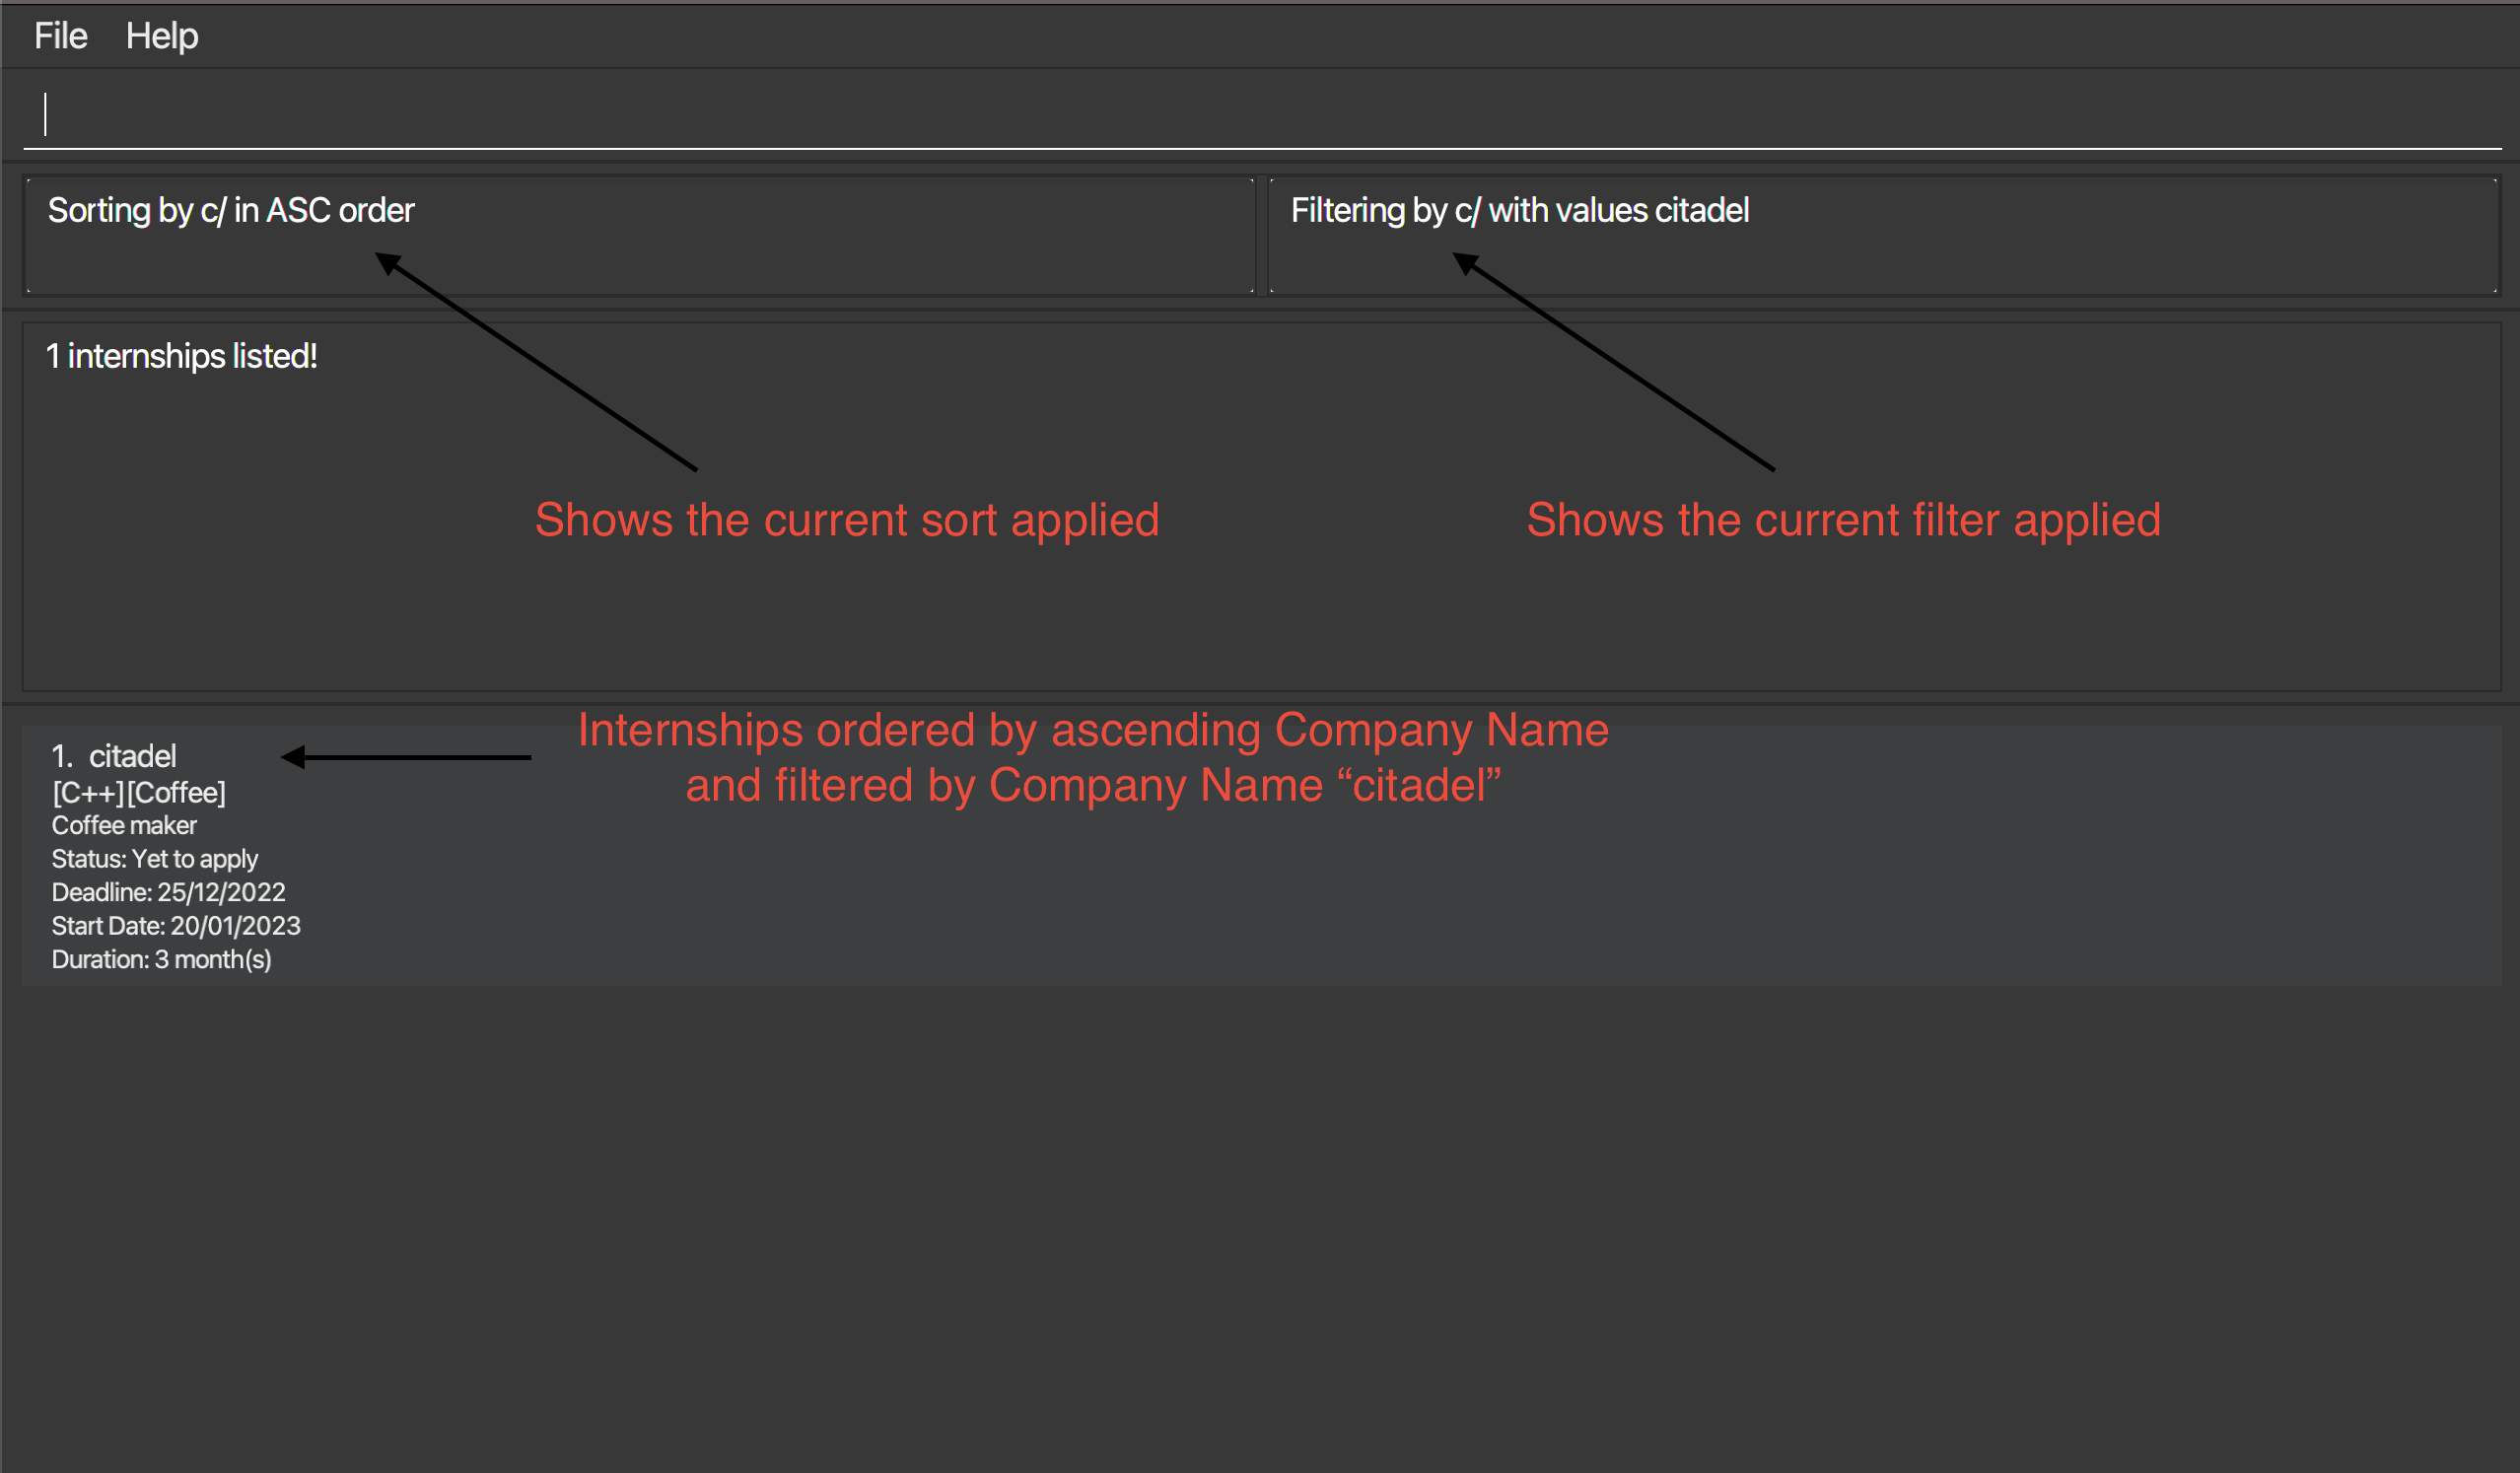 File Help
Sorting by c/ in ASC order
Filtering by c/ with values citadel
1 internships listed!
Shows the current sort applied
Shows the current filter applied
Internships ordered by ascending Company Name
and filtered by Company Name “citadel”
1. citadel
[C++][Coffee]
Coffee maker
Status: Yet to apply
Deadline: 25/12/2022
Start Date: 20/01/2023
Duration: 3 month(s)